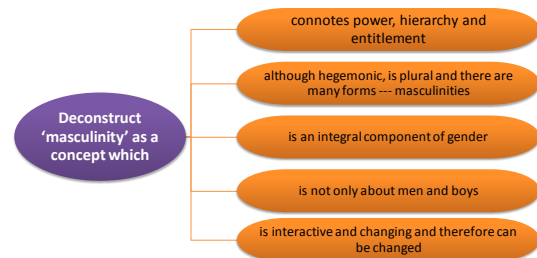 Deconstruct
'masculinity' as a
concept which
connotes power, hierarchy and
entitlement
although hegemonic, is plural and there are
many forms --- masculinities
is an integral component of gender
is not only about men and boys
is interactive and changing and therefore can
be changed